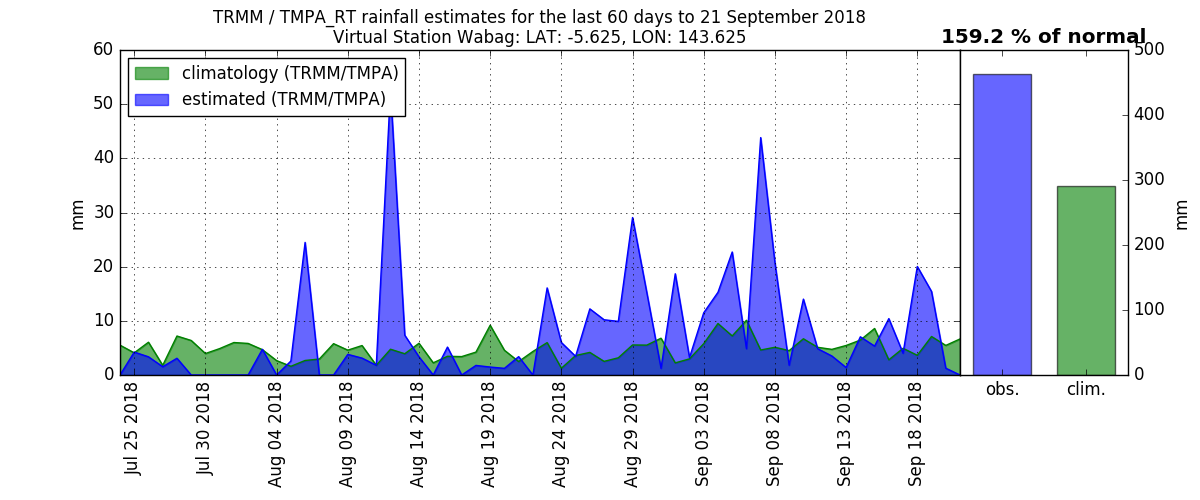 TRMM / TMPA_RT rainfall estimates for the last 60 days to 21 September 2018
Virtual Station Wabag: LAT: -5.625, LON: 143.625
159.2 % of normal
climatology (TRMM/TMPA)
estimated (TRMM/TMPA)
60
50
40
30
20
10
0
mm
Jul 25 2018
Jul 30 2018
Aug 04 2018
Aug 09 2018
Aug 14 2018
Aug 19 2018
Aug 24 2018
Aug 29 2018
Sep 03 2018
Sep 08 2018
Sep 13 2018
Sep 18 2018
obs.
clim.
500
400
300
200
100
0
mm